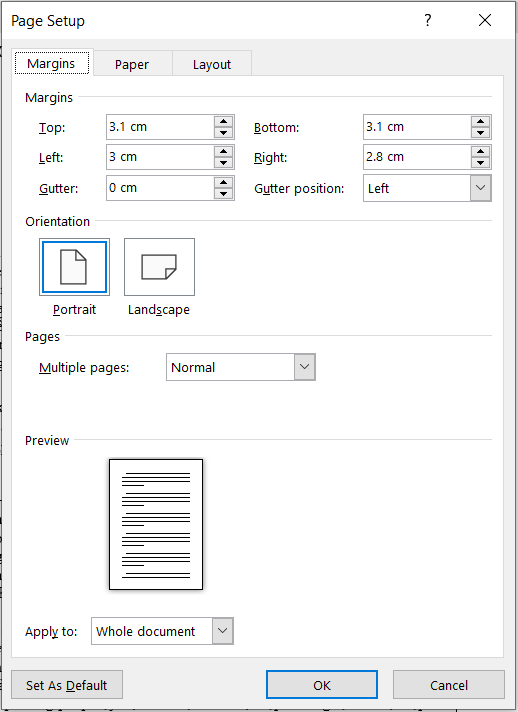 Page Setup ?
Margins Paper Layout
Margins
Top: 3.1 cm Bottom: 3.1 cm
Left: 3 cm Right: 2.8 cm
Gutter: 0 cm Gutter position: Left
Orientation
Portrait Landscape
Pages
Multiple pages: Normal
Preview
Apply to: Whole document
Set As Default OK Cancel